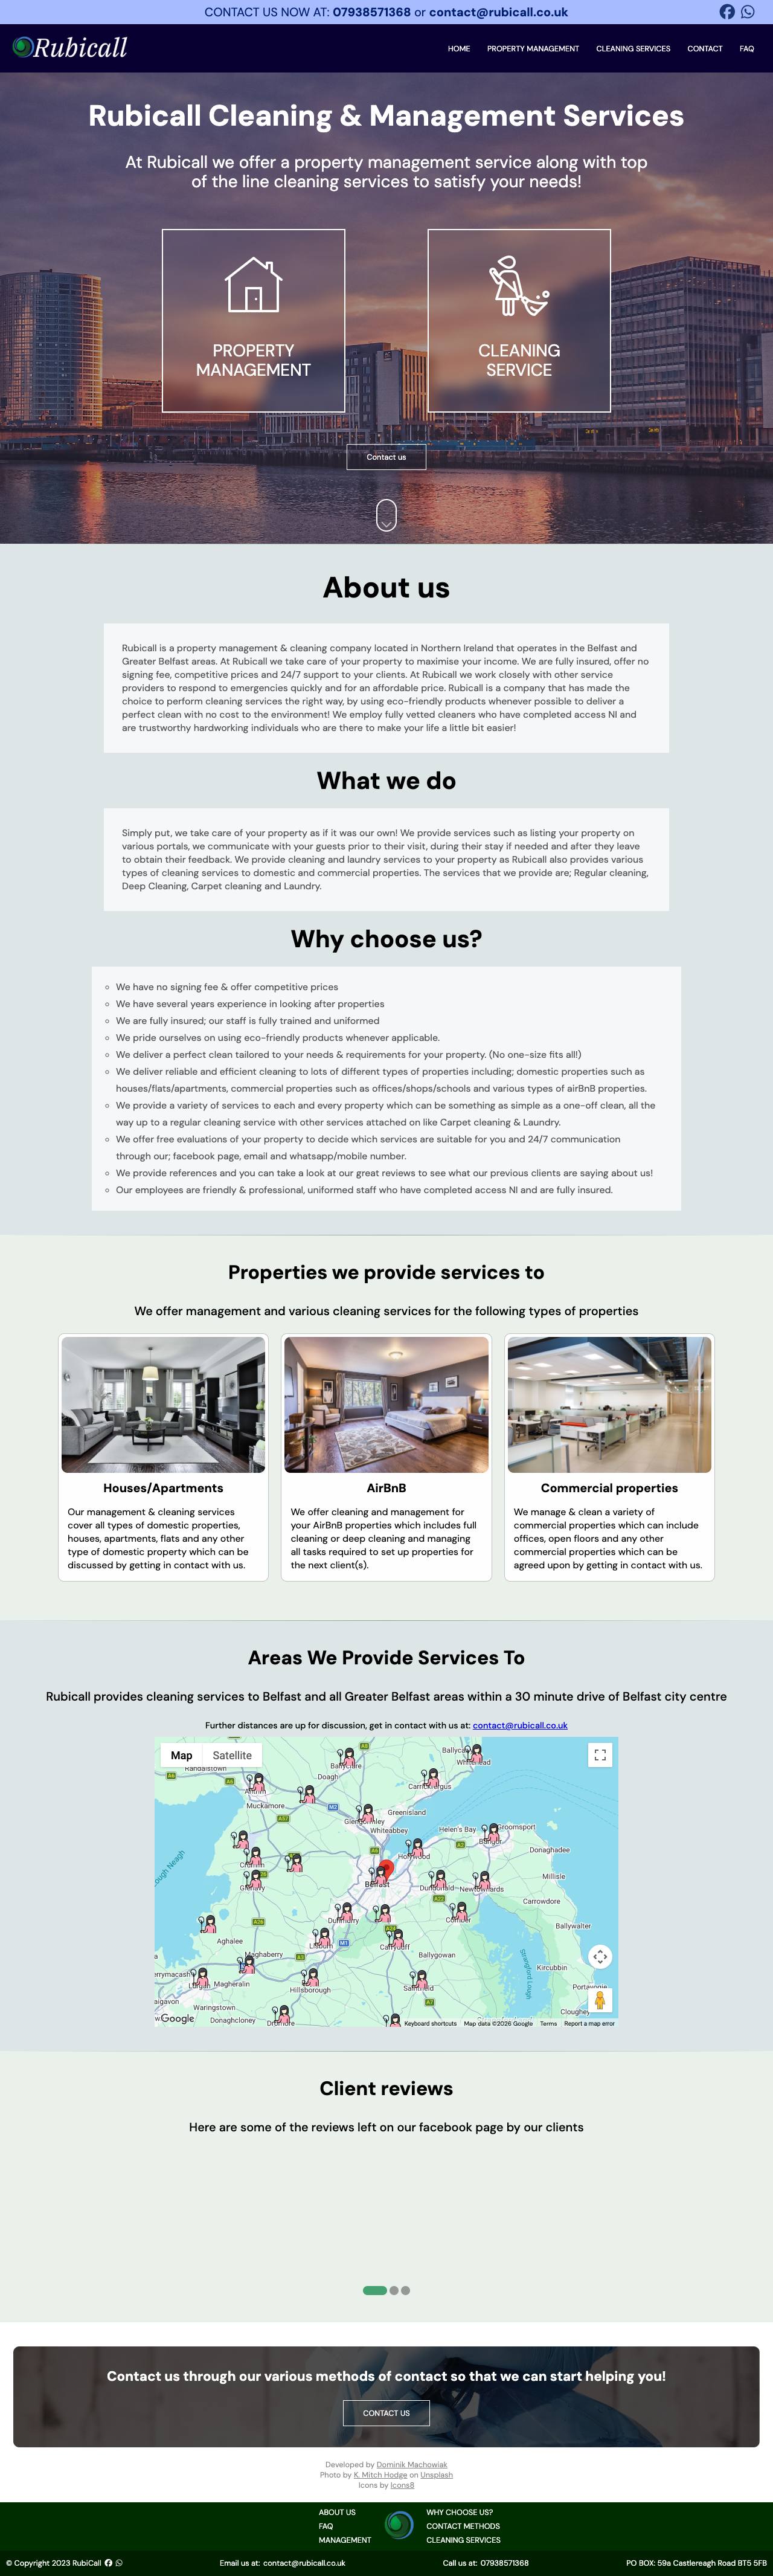 CONTACT US NOW AT: 07938571368 or contact@rubicall.co.uk
Rubicall
HOME PROPERTY MANAGEMENT CLEANING SERVICES CONTACT FAQ
Rubicall Cleaning & Management Services
At Rubicall we offer a property management service along with top
of the line cleaning services to satisfy your needs!
PROPERTY
MANAGEMENT
CLEANING
SERVICE
Contact us
About us
Rubicall is a property management & cleaning company located in Northern Ireland that operates in the Belfast and
Greater Belfast areas. At Rubicall we take care of your property to maximise your income. We are fully insured, offer no
signing fee, competitive prices and 24/7 support to your clients. At Rubicall we work closely with other service
providers to respond to emergencies quickly and for an affordable price. Rubicall is a company that has made the
choice to perform cleaning services the right way, by using eco-friendly products whenever possible to deliver a
perfect clean with no cost to the environment! We employ fully vetted cleaners who have completed access NI and
are trustworthy hardworking individuals who are there to make your life a little bit easier!
What we do
Simply put, we take care of your property as if it was our own! We provide services such as listing your property on
various portals, we communicate with your guests prior to their visit, during their stay if needed and after they leave
to obtain their feedback. We provide cleaning and laundry services to your property as Rubicall also provides various
types of cleaning services to domestic and commercial properties. The services that we provide are; Regular cleaning,
Deep Cleaning, Carpet cleaning and Laundry.
Why choose us?
We have no signing fee & offer competitive prices
We have several years experience in looking after properties
We are fully insured; our staff is fully trained and uniformed
We pride ourselves on using eco-friendly products whenever applicable.
We deliver a perfect clean tailored to your needs & requirements for your property. (No one-size fits all!)
We deliver reliable and efficient cleaning to lots of different types of properties including; domestic properties such as
houses/flats/apartments, commercial properties such as offices/shops/schools and various types of airBnB properties.
We provide a variety of services to each and every property which can be something as simple as a one-off clean, all the
way up to a regular cleaning service with other services attached on like Carpet cleaning & Laundry.
We offer free evaluations of your property to decide which services are suitable for you and 24/7 communication
through our; facebook page, email and whatsapp/mobile number.
We provide references and you can take a look at our great reviews to see what our previous clients are saying about us!
Our employees are friendly & professional, uniformed staff who have completed access NI and are fully insured.
Properties we provide services to
We offer management and various cleaning services for the following types of properties
Houses/Apartments
Our management & cleaning services
cover all types of domestic properties,
houses, apartments, flats and any other
type of domestic property which can be
discussed by getting in contact with us.
AirBnB
We offer cleaning and management for
your AirBnB properties which includes full
cleaning or deep cleaning and managing
all tasks required to set up properties for
the next client(s).
Commercial properties
We manage & clean a variety of
commercial properties which can include
offices, open floors and any other
commercial properties which can be
agreed upon by getting in contact with us.
Areas We Provide Services To
Rubicall provides cleaning services to Belfast and all Greater Belfast areas within a 30 minute drive of Belfast city centre
Further distances are up for discussion, get in contact with us at: contact@rubicall.co.uk
Map Satellite
Randalstown
Doagh
Muckamore
Greenisland
Whiteabbey
Helen's Bay
Groomsport
Donaghadee
Holywood
Millisle
Belfast
Carrowdore
Ballywalter
Aghalee
Maghaberry
Ballygowan
Kircubbin
Magheralin
Hillsborough
Strangford Lough
Waringstown
Donaghcloney
Dromore
Google
Keyboard shortcuts Map data ©2026 Google Terms Report a map error
Client reviews
Here are some of the reviews left on our facebook page by our clients
Contact us through our various methods of contact so that we can start helping you!
CONTACT US
Developed by Dominik Machowiak
Photo by K. Mitch Hodge on Unsplash
Icons by Icons8
ABOUT US
FAQ
MANAGEMENT
WHY CHOOSE US?
CONTACT METHODS
CLEANING SERVICES
© Copyright 2023 RubiCall
Email us at: contact@rubicall.co.uk
Call us at: 07938571368
PO BOX: 59a Castlereagh Road BT5 5FB